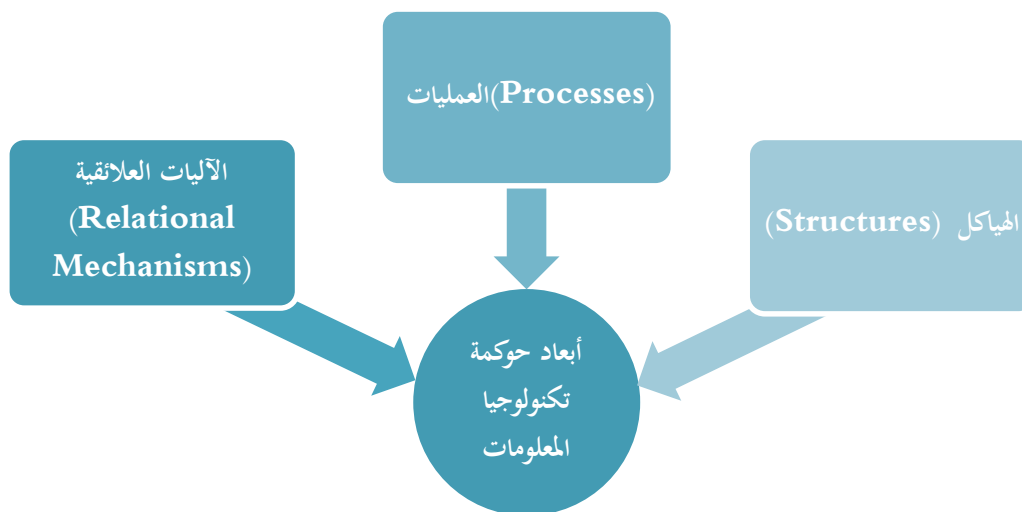 العمليات(Processes)
الآليات العلائقية
(Relational
Mechanisms)
الهياكل (Structures)
أبعاد حوكمة
تكنولوجيا
المعلومات